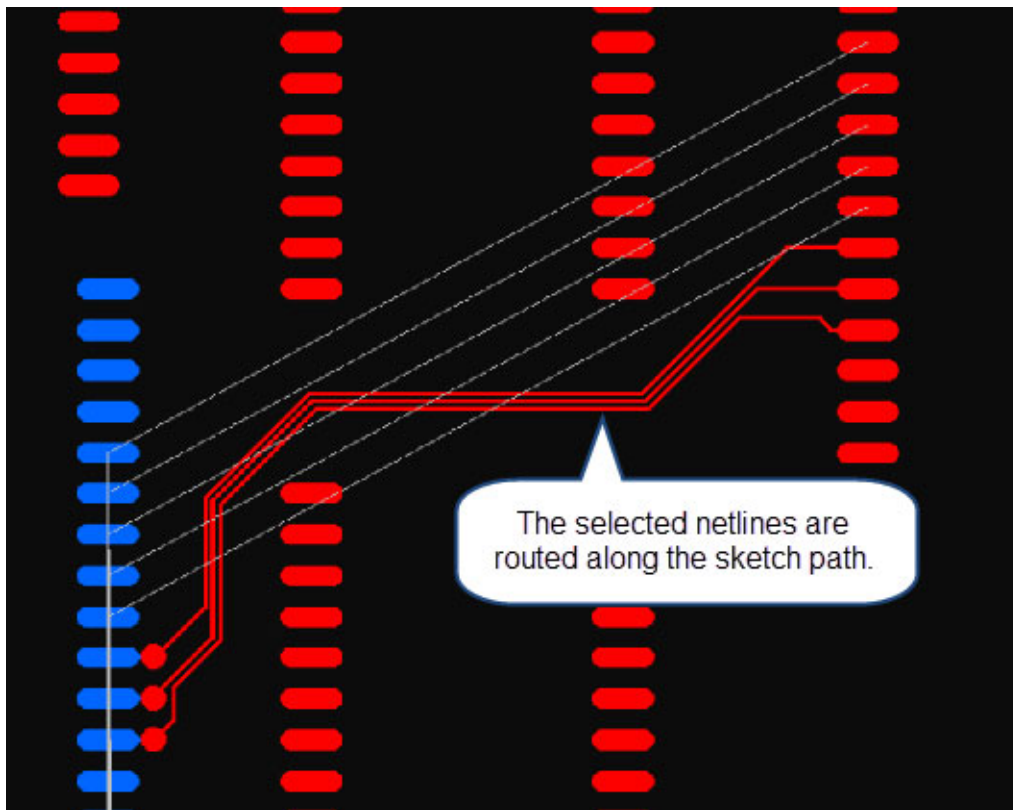 The selected netlines are
routed along the sketch path.